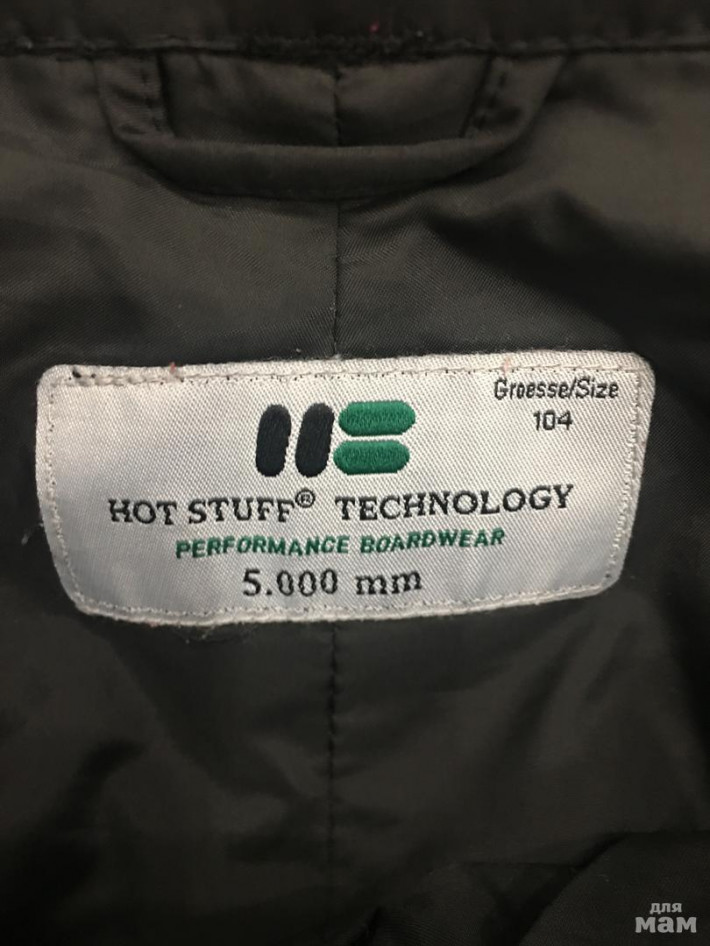 Groesse/Size
104
HOT STUFF® TECHNOLOGY
PERFORMANCE BOARDWEAR
5.000 mm
для
мам